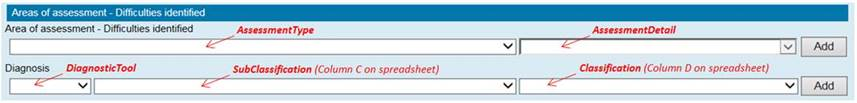 Areas of assessment - Difficulties identified
Area of assessment - Difficulties identified
AssessmentType AssessmentDetail Add
Diagnosis DiagnosticTool SubClassification (Column C on spreadsheet) Classification (Column D on spreadsheet)
Add